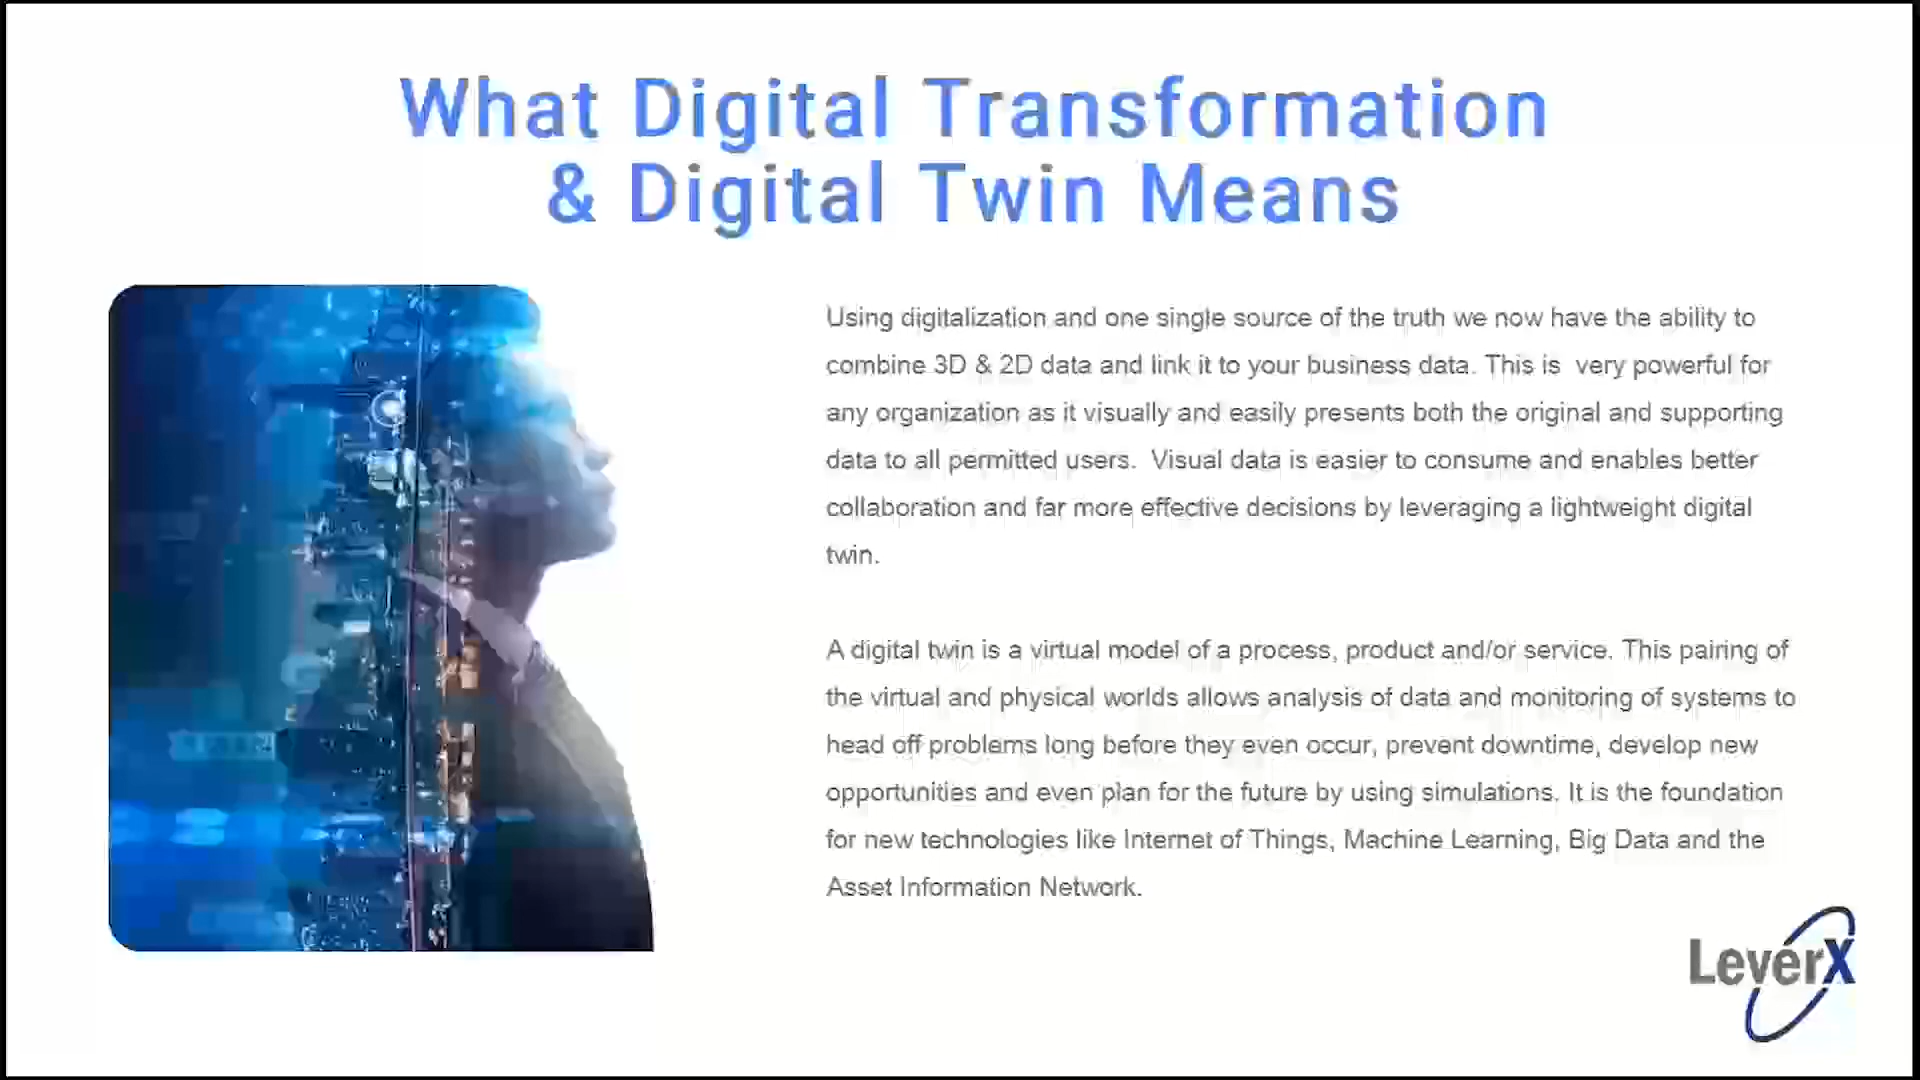 What Digital Transformation
& Digital Twin Means
Using digitalization and one single source of the truth we now have the ability to
combine 3D & 2D data and link it to your business data. This is  very powerful for
any organization as it visually and easily presents both the original and supporting
data to all permitted users.  Visual data is easier to consume and enables better
collaboration and far more effective decisions by leveraging a lightweight digital
twin.
A digital twin is a virtual model of a process, product and/or service. This pairing of
the virtual and physical worlds allows analysis of data and monitoring of systems to
head off problems long before they even occur, prevent downtime, develop new
opportunities and even plan for the future by using simulations. It is the foundation
for new technologies like Internet of Things, Machine Learning, Big Data and the
Asset Information Network.
LeverX